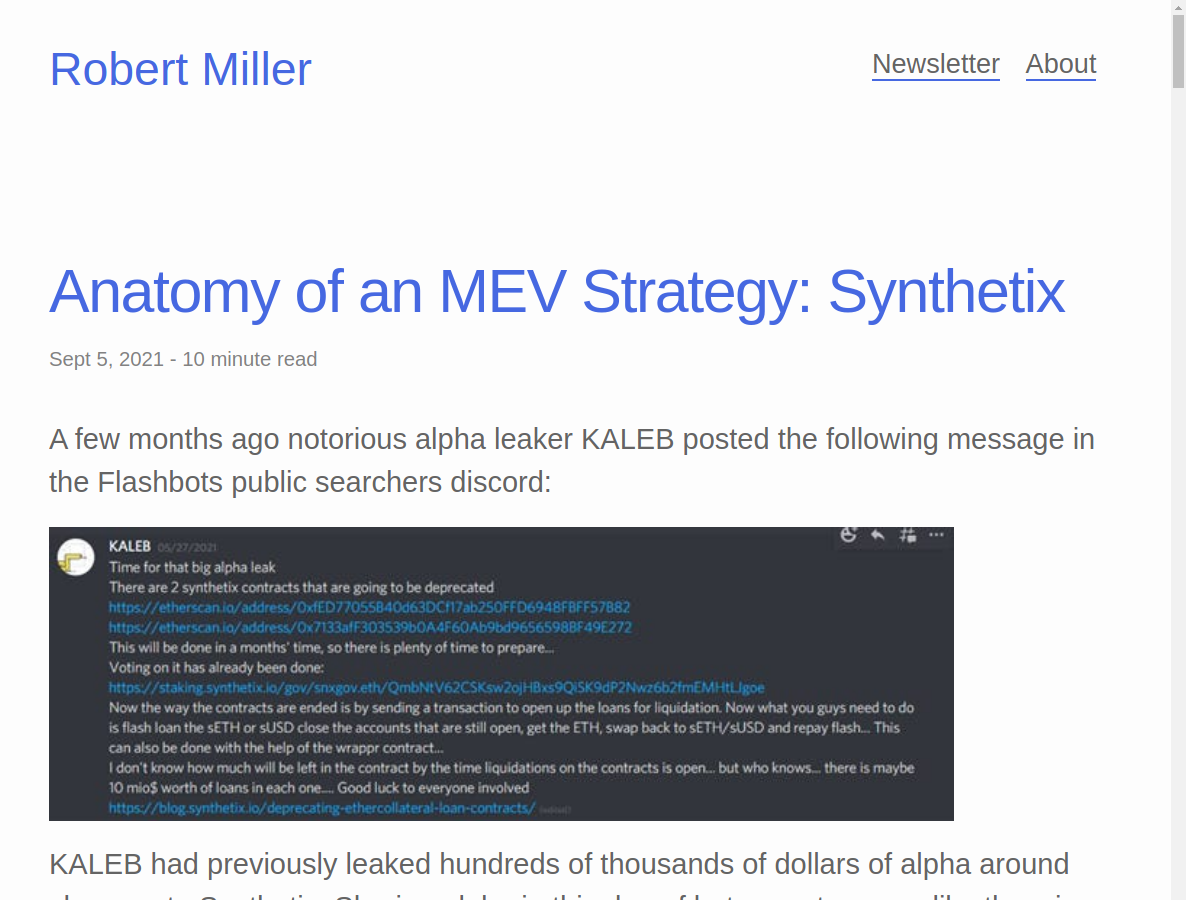 Robert Miller
Newsletter About
Anatomy of an MEV Strategy: Synthetix
Sept 5, 2021 - 10 minute read
A few months ago notorious alpha leaker KALEB posted the following message in
the Flashbots public searchers discord:
KALEB 05/27/2021
Time for that big alpha leak
There are 2 synthetix contracts that are going to be deprecated
https://etherscan.io/address/0xfED77055B40d63DCf17ab250FFD6948FBFF57B82
https://etherscan.io/address/0x7133afF303539b0A4F60Ab9bd9656598BF49E272
This will be done in a months' time, so there is plenty of time to prepare...
Voting on it has already been done:
https://staking.synthetix.io/gov/snxgov.eth/QmbNtV62CSKsw2ojHBxs9QiSK9dP2Nwz6b2fmEMHtLJgoe
Now the way the contracts are ended is by sending a transaction to open up the loans for liquidation. Now what you guys need to do
is flash loan the sETH or sUSD close the accounts that are still open, get the ETH, swap back to sETH/sUSD and repay flash... This
can also be done with the help of the wrappr contract...
I don't know how much will be left in the contract by the time liquidations on the contracts is open... but who knows... there is maybe
10 mio$ worth of loans in each one.... Good luck to everyone involved
https://blog.synthetix.io/deprecating-ethercollateral-loan-contracts/ (edited)
KALEB had previously leaked hundreds of thousands of dollars of alpha around